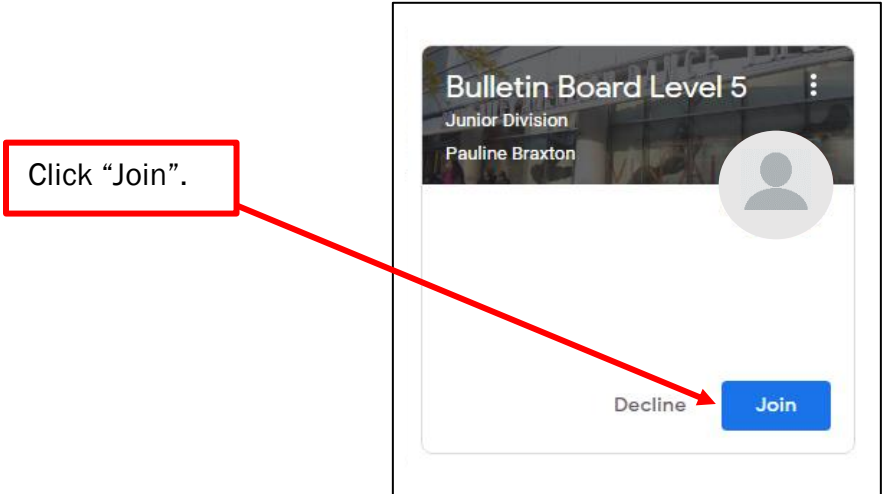 Bulletin Board Level 5
Junior Division
Pauline Braxton
Click “Join”.
Decline
Join